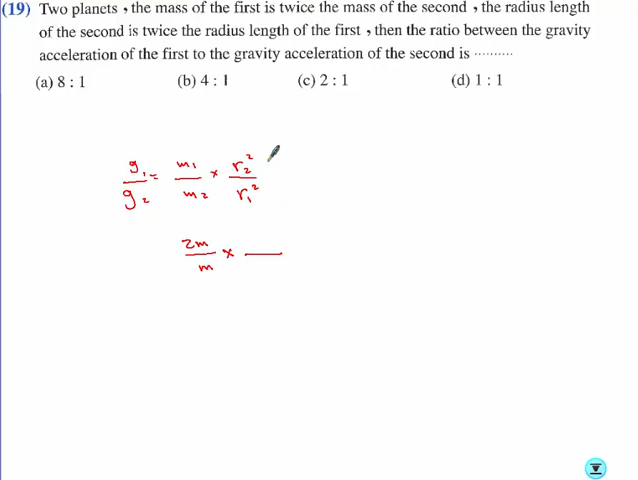 (19) Two planets , the mass of the first is twice the mass of the second , the radius length
of the second is twice the radius length of the first , then the ratio between the gravity
acceleration of the first to the gravity acceleration of the second is ..........
(a) 8 : 1 (b) 4 : 1 (c) 2 : 1 (d) 1 : 1
g₁/g₂ = m₁/m₂ × r₂²/r₁²
2m/m ×